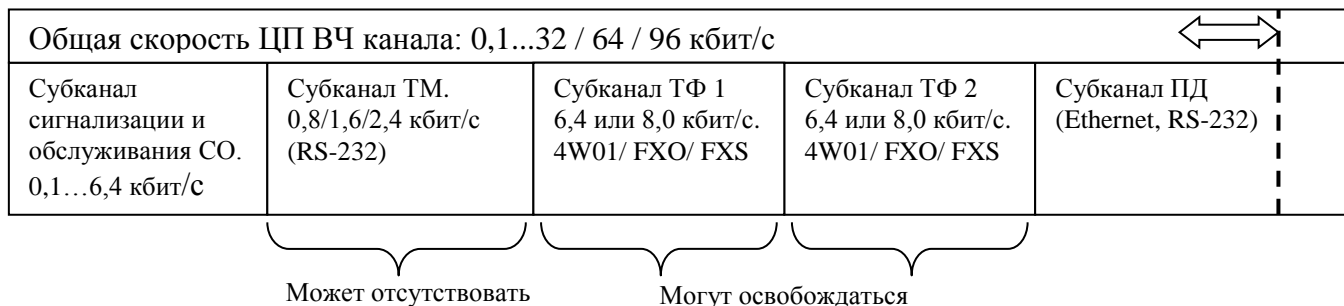 Общая скорость ЦП ВЧ канала: 0,1...32 / 64 / 96 кбит/с
Субканал
сигнализации и
обслуживания СО.
0,1…6,4 кбит/с
Субканал ТМ.
0,8/1,6/2,4 кбит/с
(RS-232)
Субканал ТФ 1
6,4 или 8,0 кбит/с.
4W01/ FXO/ FXS
Субканал ТФ 2
6,4 или 8,0 кбит/с.
4W01/ FXO/ FXS
Субканал ПД
(Ethernet, RS-232)
Может отсутствовать
Могут освобождаться